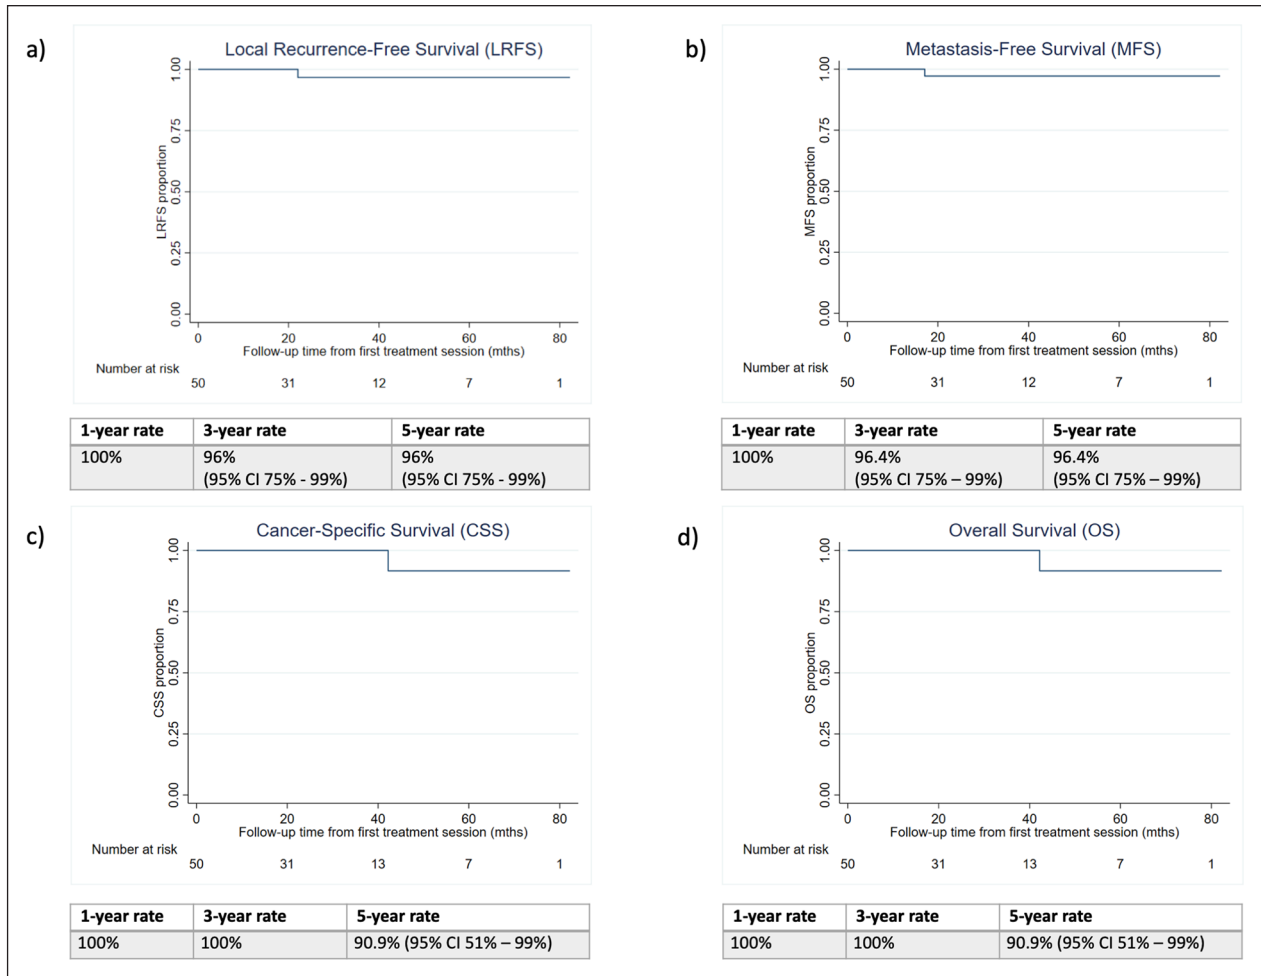 a)
Local Recurrence-Free Survival (LRFS)
LRFS proportion
1.00
0.75
0.50
0.25
0.00
0 20 40 60 80
Follow-up time from first treatment session (mths)
Number at risk
50 31 12 7 1
1-year rate 3-year rate 5-year rate
100% 96% 96%
(95% CI 75% - 99%) (95% CI 75% - 99%)
b)
Metastasis-Free Survival (MFS)
MFS proportion
1.00
0.75
0.50
0.25
0.00
0 20 40 60 80
Follow-up time from first treatment session (mths)
Number at risk
50 31 12 7 1
1-year rate 3-year rate 5-year rate
100% 96.4% 96.4%
(95% CI 75% – 99%) (95% CI 75% – 99%)
c)
Cancer-Specific Survival (CSS)
CSS proportion
1.00
0.75
0.50
0.25
0.00
0 20 40 60 80
Follow-up time from first treatment session (mths)
Number at risk
50 31 13 7 1
1-year rate 3-year rate 5-year rate
100% 100% 90.9% (95% CI 51% – 99%)
d)
Overall Survival (OS)
OS proportion
1.00
0.75
0.50
0.25
0.00
0 20 40 60 80
Follow-up time from first treatment session (mths)
Number at risk
50 31 13 7 1
1-year rate 3-year rate 5-year rate
100% 100% 90.9% (95% CI 51% – 99%)